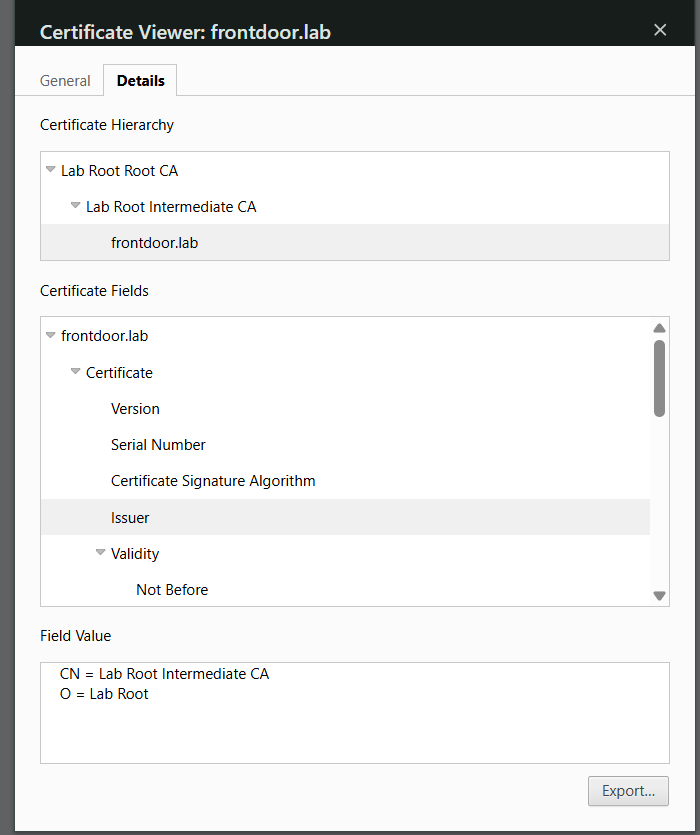 Certificate Viewer: frontdoor.lab
General Details
Certificate Hierarchy
Lab Root Root CA
Lab Root Intermediate CA
frontdoor.lab
Certificate Fields
frontdoor.lab
Certificate
Version
Serial Number
Certificate Signature Algorithm
Issuer
Validity
Not Before
Field Value
CN = Lab Root Intermediate CA
O = Lab Root
Export...